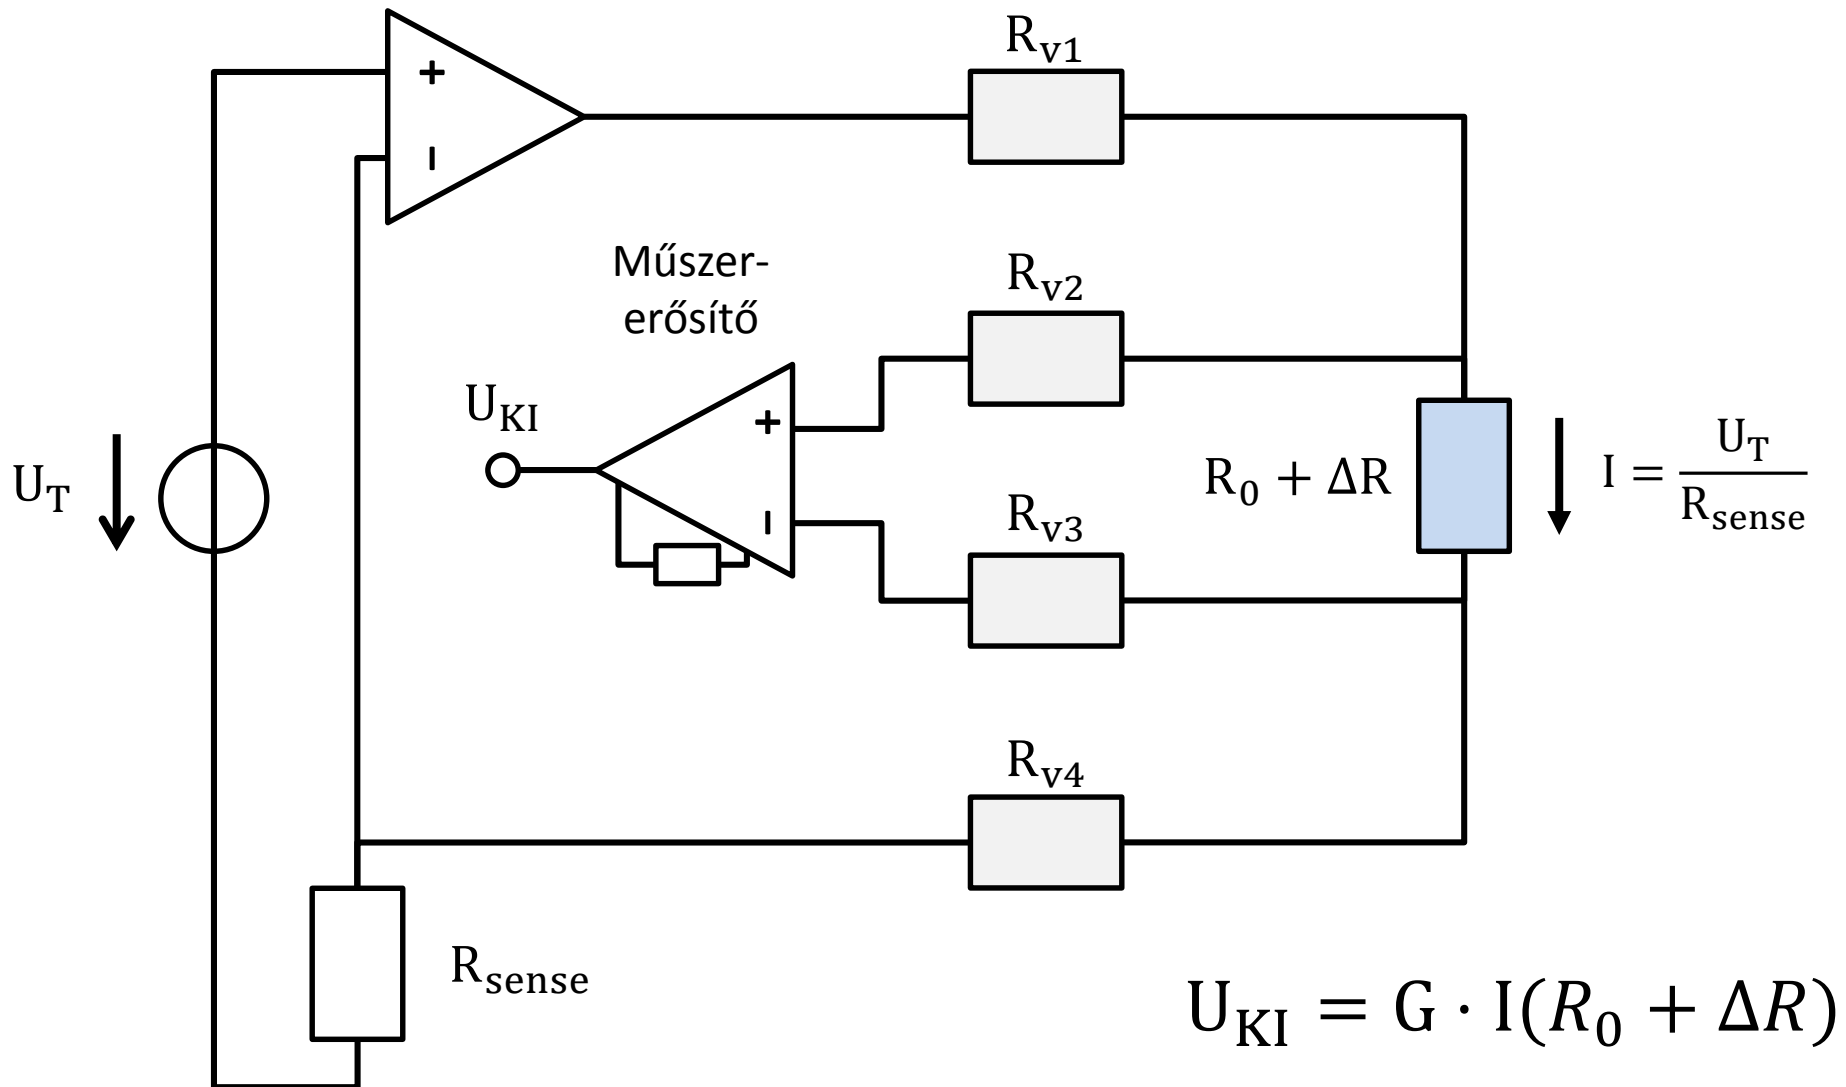 R_v1
+
−
Műszer-
erősítő
R_v2
U_KI
+
U_T
R_0 + ΔR
I = U_T / R_sense
−
R_v3
R_v4
R_sense
U_KI = G · I(R_0 + ΔR)